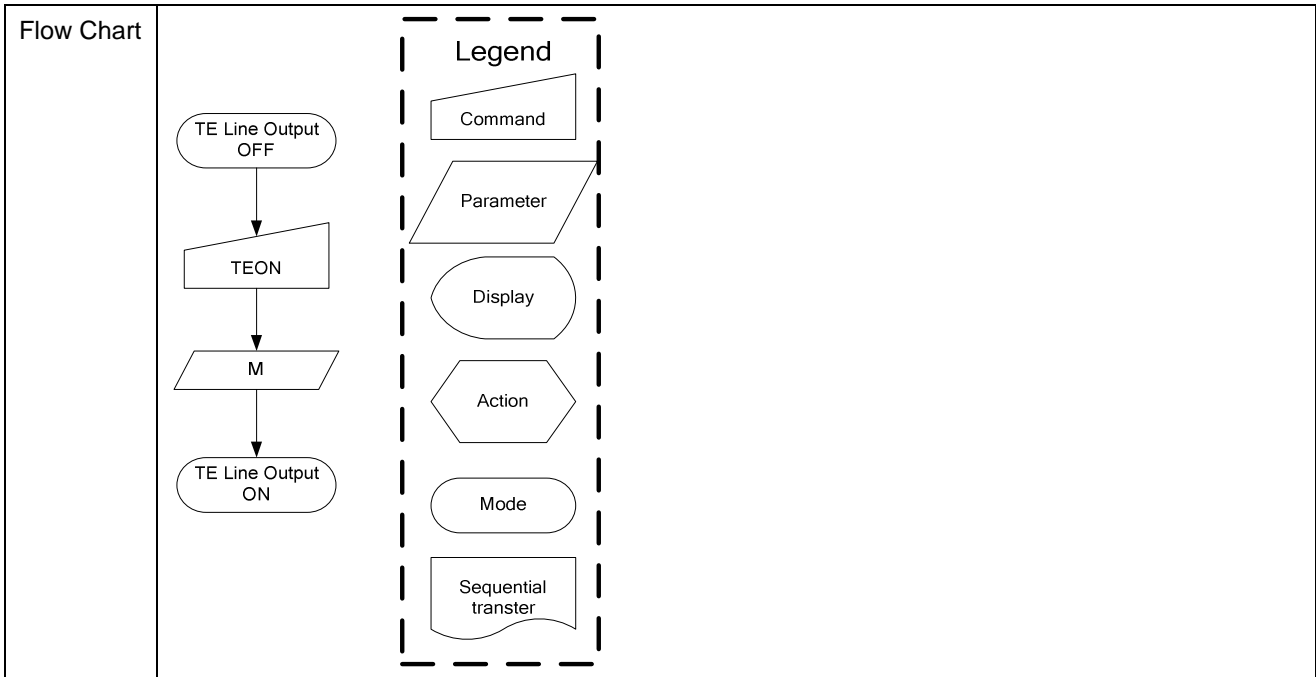 Flow Chart
TE Line Output
OFF
TEON
M
TE Line Output
ON
Legend
Command
Parameter
Display
Action
Mode
Sequential
transter